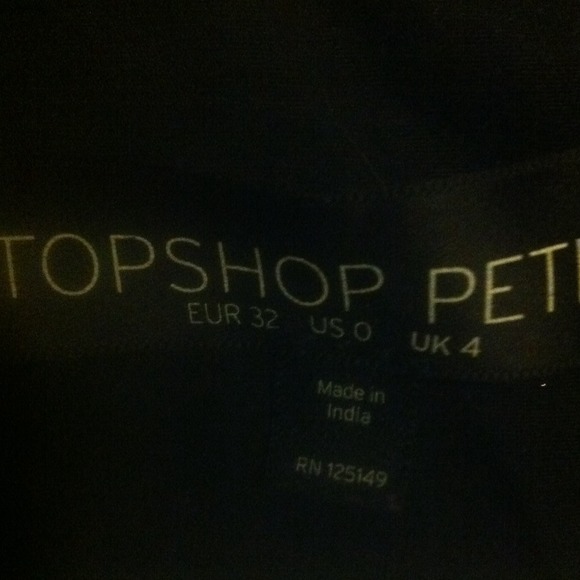 TOPSHOP PET
EUR 32 US 0 UK 4
Made in
India
RN 125149